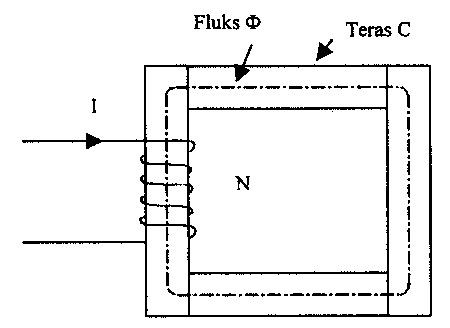 Fluks Φ
Teras C
I
N